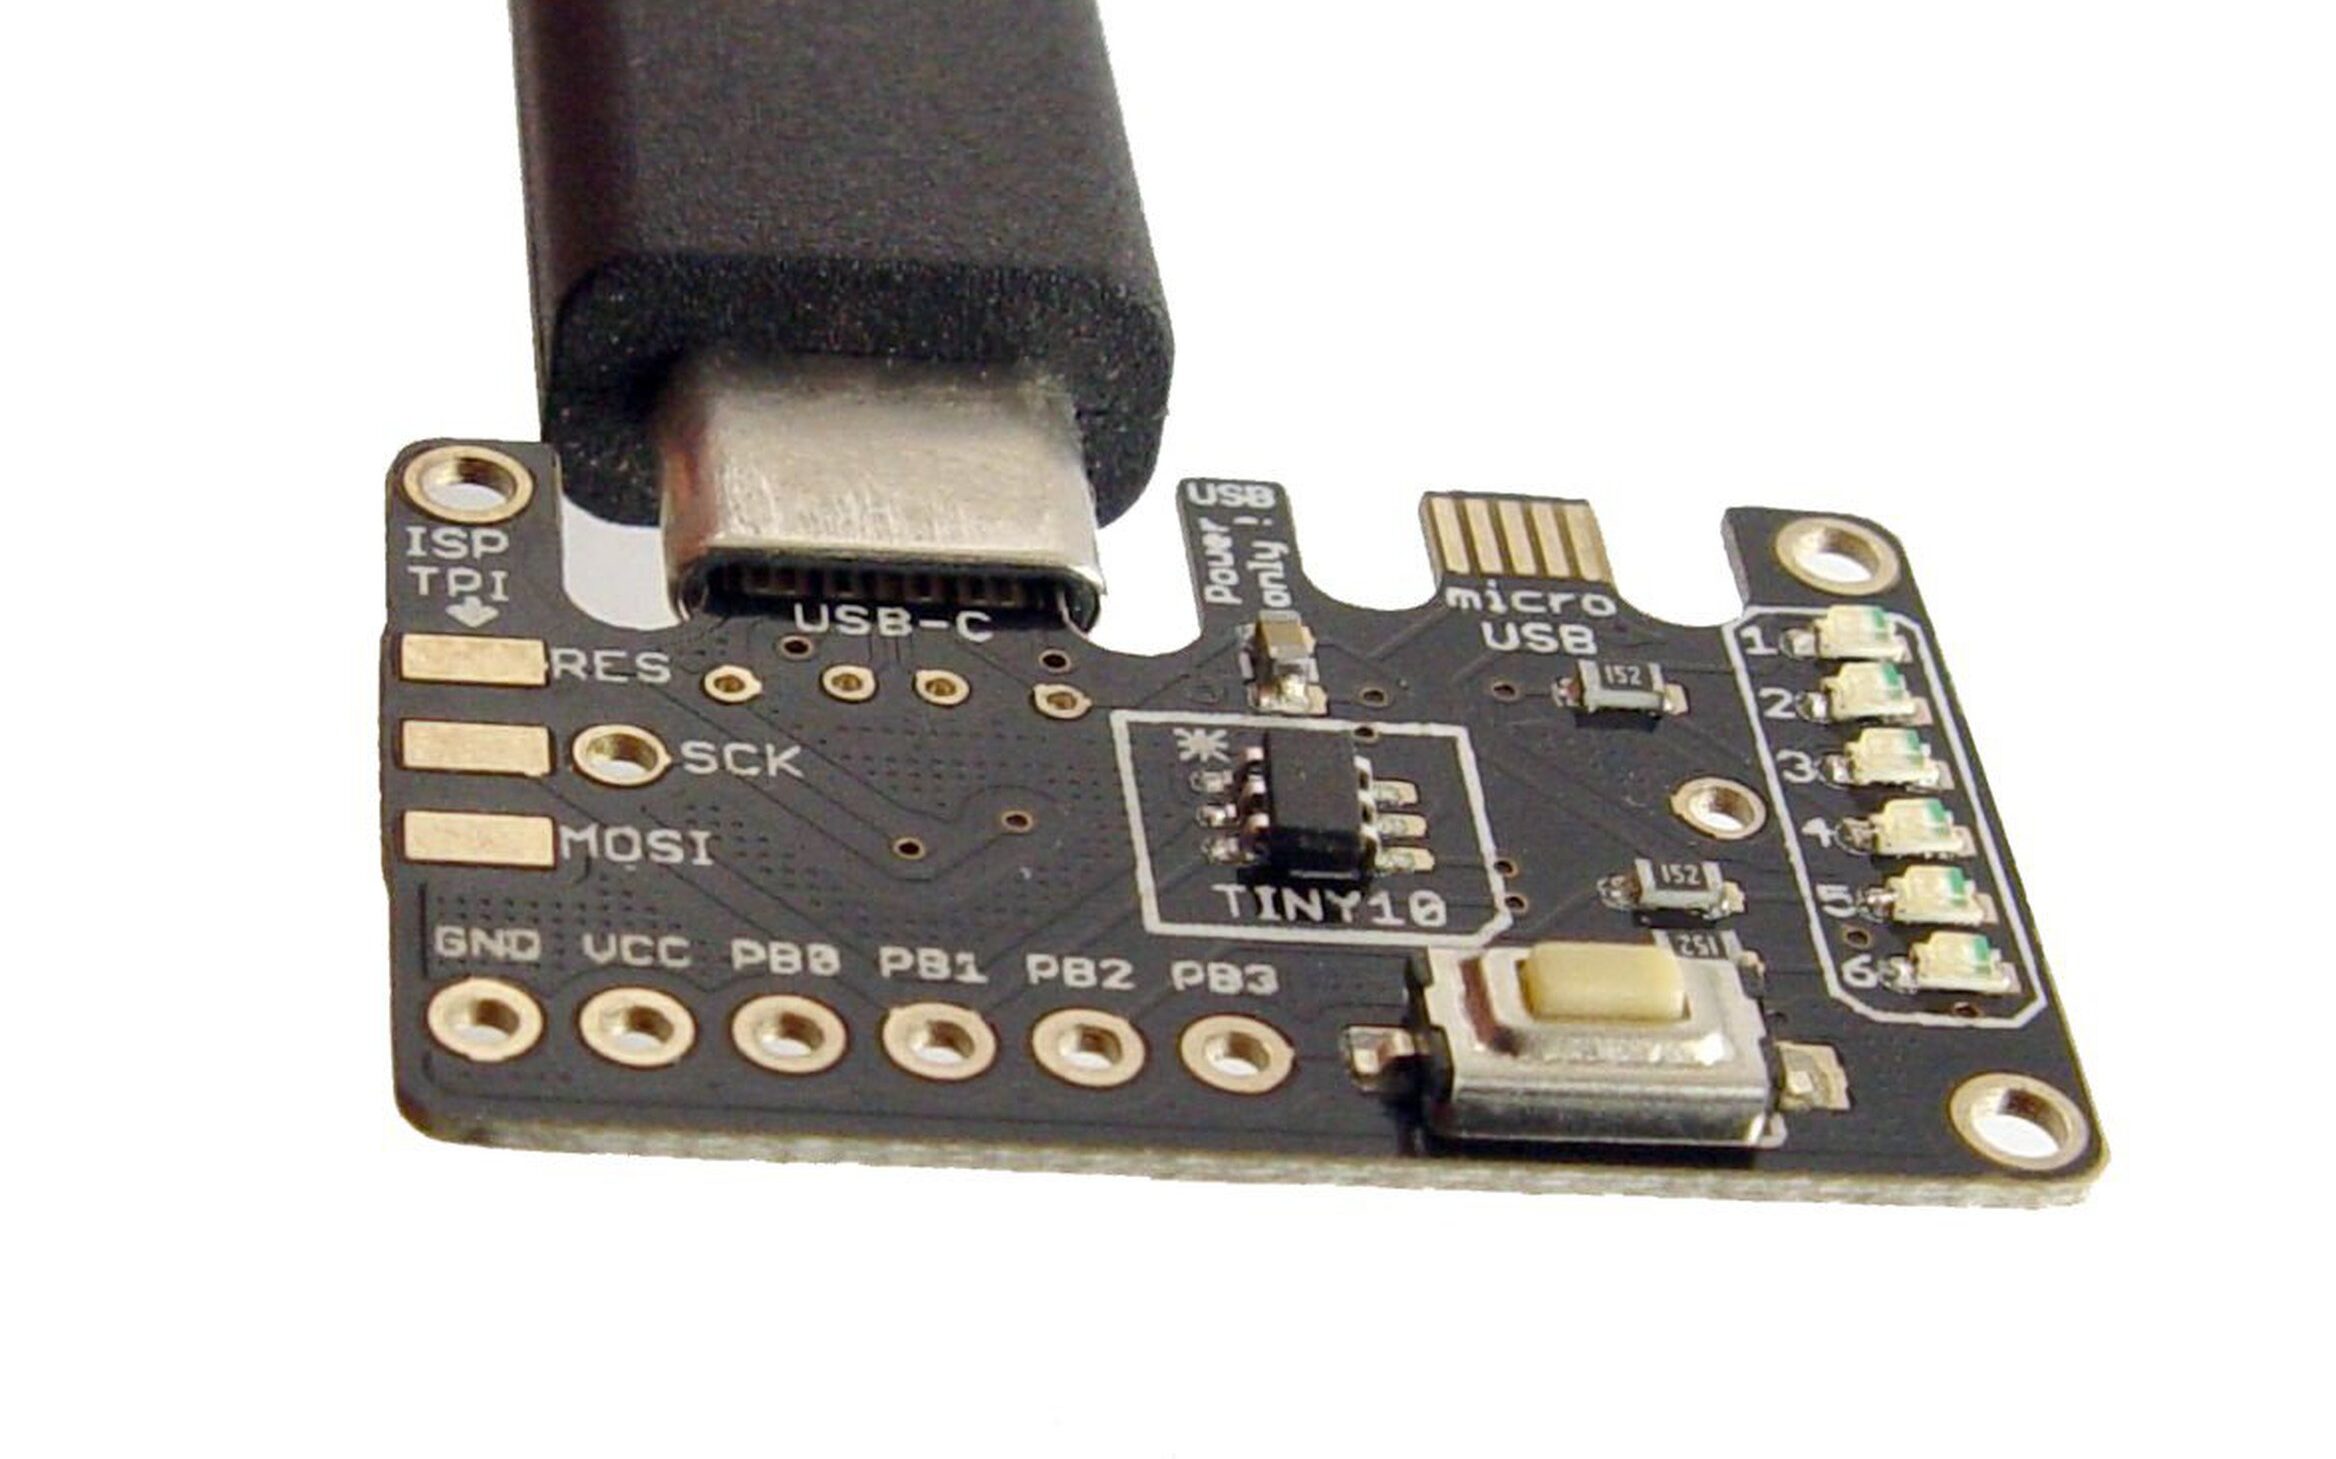 USB
Power
only !
ISP
TPI
USB-C
micro
USB
RES
152
1
2
SCK
3
MOSI
4
152
TINY10
5
152
6
GND VCC PB0 PB1 PB2 PB3